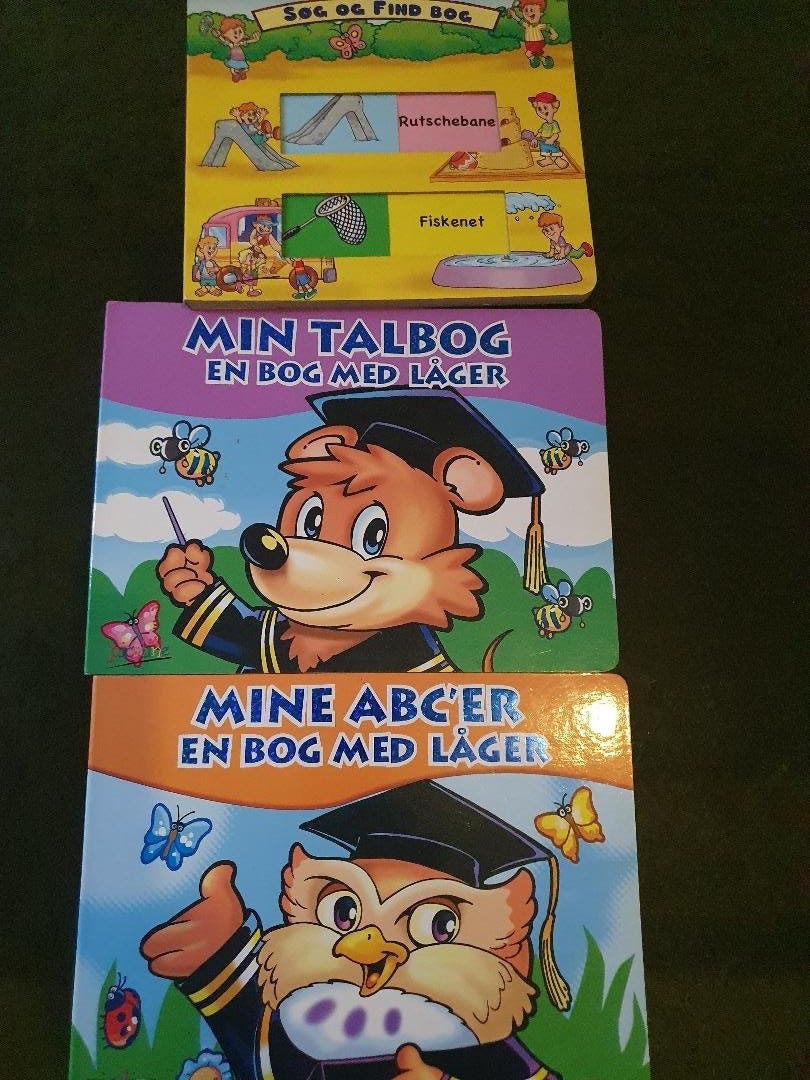 SØG OG FIND BOG
Rutschebane
Fiskenet
MIN TALBOG
EN BOG MED LÅGER
MINE ABC'ER
EN BOG MED LÅGER